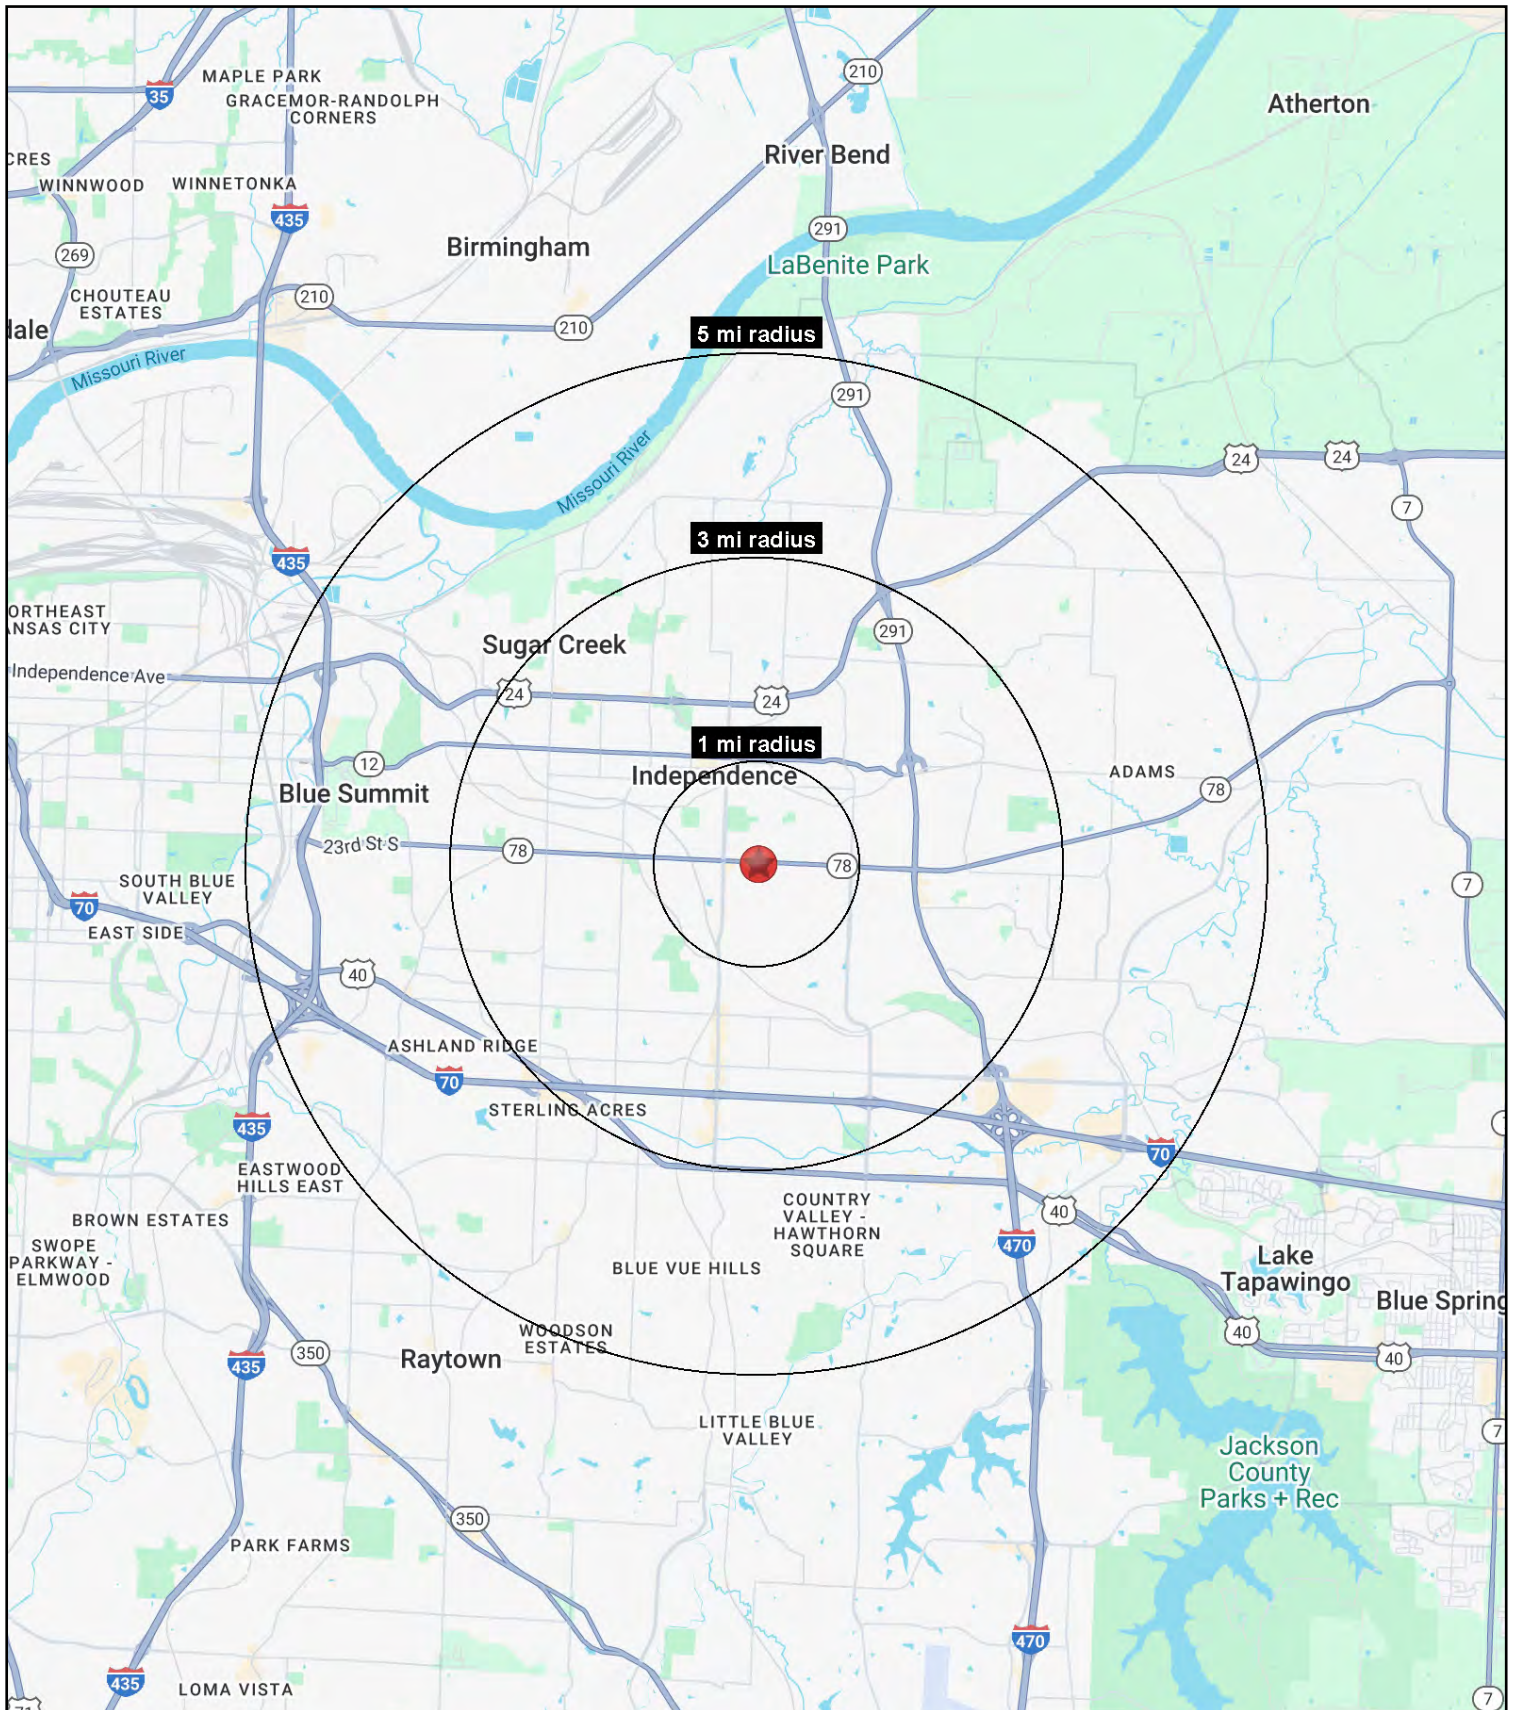 210
MAPLE PARK
35
GRACEMOR-RANDOLPH
CORNERS
Atherton
River Bend
CRES
WINNWOOD
WINNETONKA
435
291
269
Birmingham
LaBenite Park
CHOUTEAU
ESTATES
210
210
dale
5 mi radius
Missouri River
291
24
24
Missouri River
7
3 mi radius
435
ORTHEAST
ANSAS CITY
291
Sugar Creek
Independence Ave
24
24
1 mi radius
12
Independence
ADAMS
78
Blue Summit
23rd St S
78
78
SOUTH BLUE
VALLEY
7
70
EAST SIDE
40
ASHLAND RIDGE
70
STERLING ACRES
435
70
EASTWOOD
HILLS EAST
COUNTRY
VALLEY -
HAWTHORN
SQUARE
40
BROWN ESTATES
SWOPE
PARKWAY -
ELMWOOD
470
BLUE VUE HILLS
Lake
Tapawingo
Blue Spring
WOODSON
ESTATES
40
350
Raytown
435
40
LITTLE BLUE
VALLEY
7
Jackson
County
Parks + Rec
350
PARK FARMS
470
435
LOMA VISTA
7